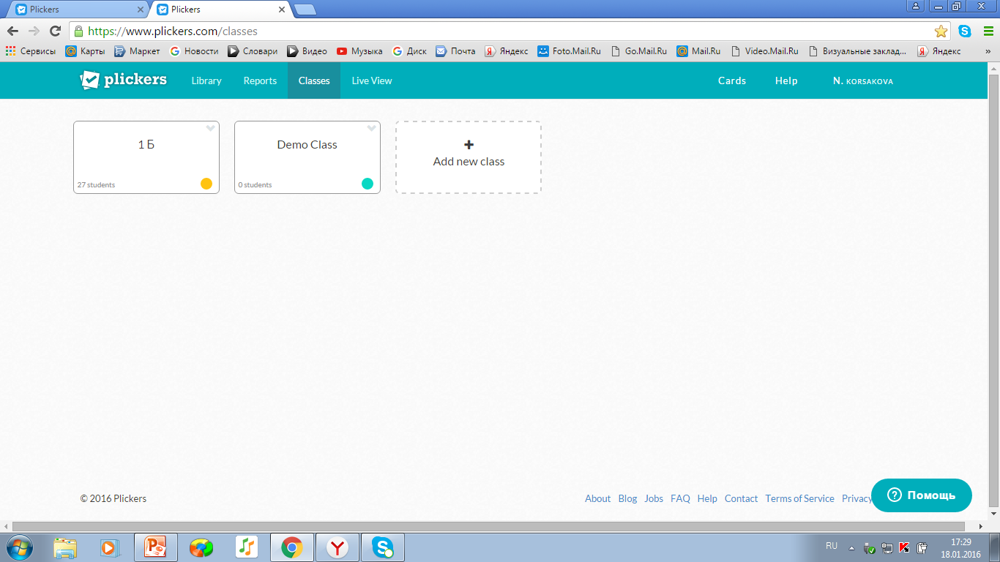 Plickers
Plickers
https://www.plickers.com/classes
Сервисы Карты Маркет Новости Словари Видео Музыка Диск Почта Яндекс Foto.Mail.Ru Go.Mail.Ru Mail.Ru Video.Mail.Ru Визуальные заклад... Яндекс »
plickers Library Reports Classes Live View Cards Help N. KORSAKOVA
1 Б
27 students
Demo Class
0 students
+
Add new class
© 2016 Plickers
About Blog Jobs FAQ Help Contact Terms of Service Privacy
Помощь
RU
17:29
18.01.2016